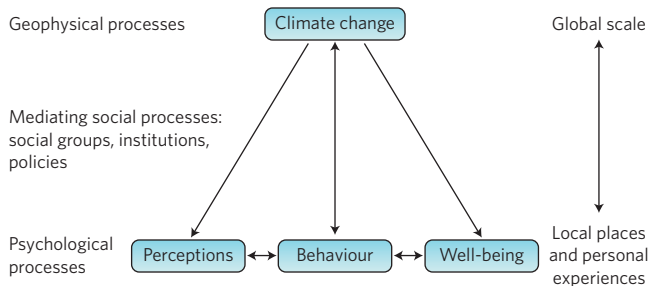 Geophysical processes
Climate change
Global scale
Mediating social processes:
social groups, institutions,
policies
Psychological
processes
Perceptions
Behaviour
Well-being
Local places
and personal
experiences